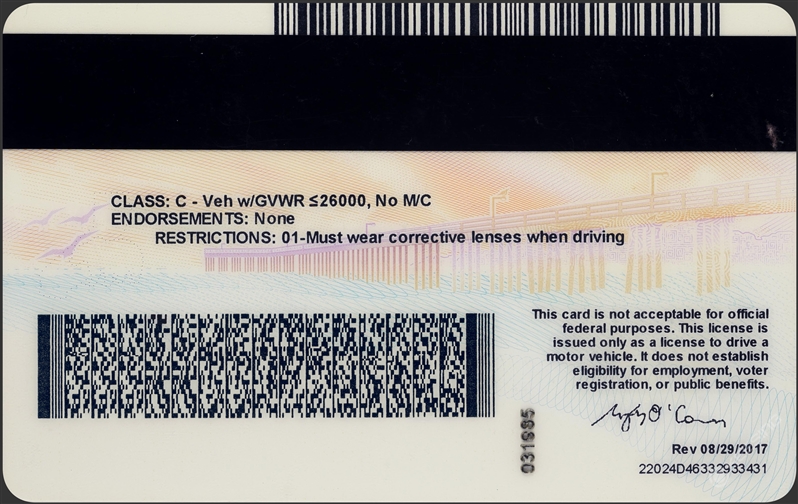 CLASS: C - Veh w/GVWR ≤26000, No M/C
ENDORSEMENTS: None
RESTRICTIONS: 01-Must wear corrective lenses when driving
This card is not acceptable for official
federal purposes. This license is
issued only as a license to drive a
motor vehicle. It does not establish
eligibility for employment, voter
registration, or public benefits.
Rev 08/29/2017
22024D46332933431